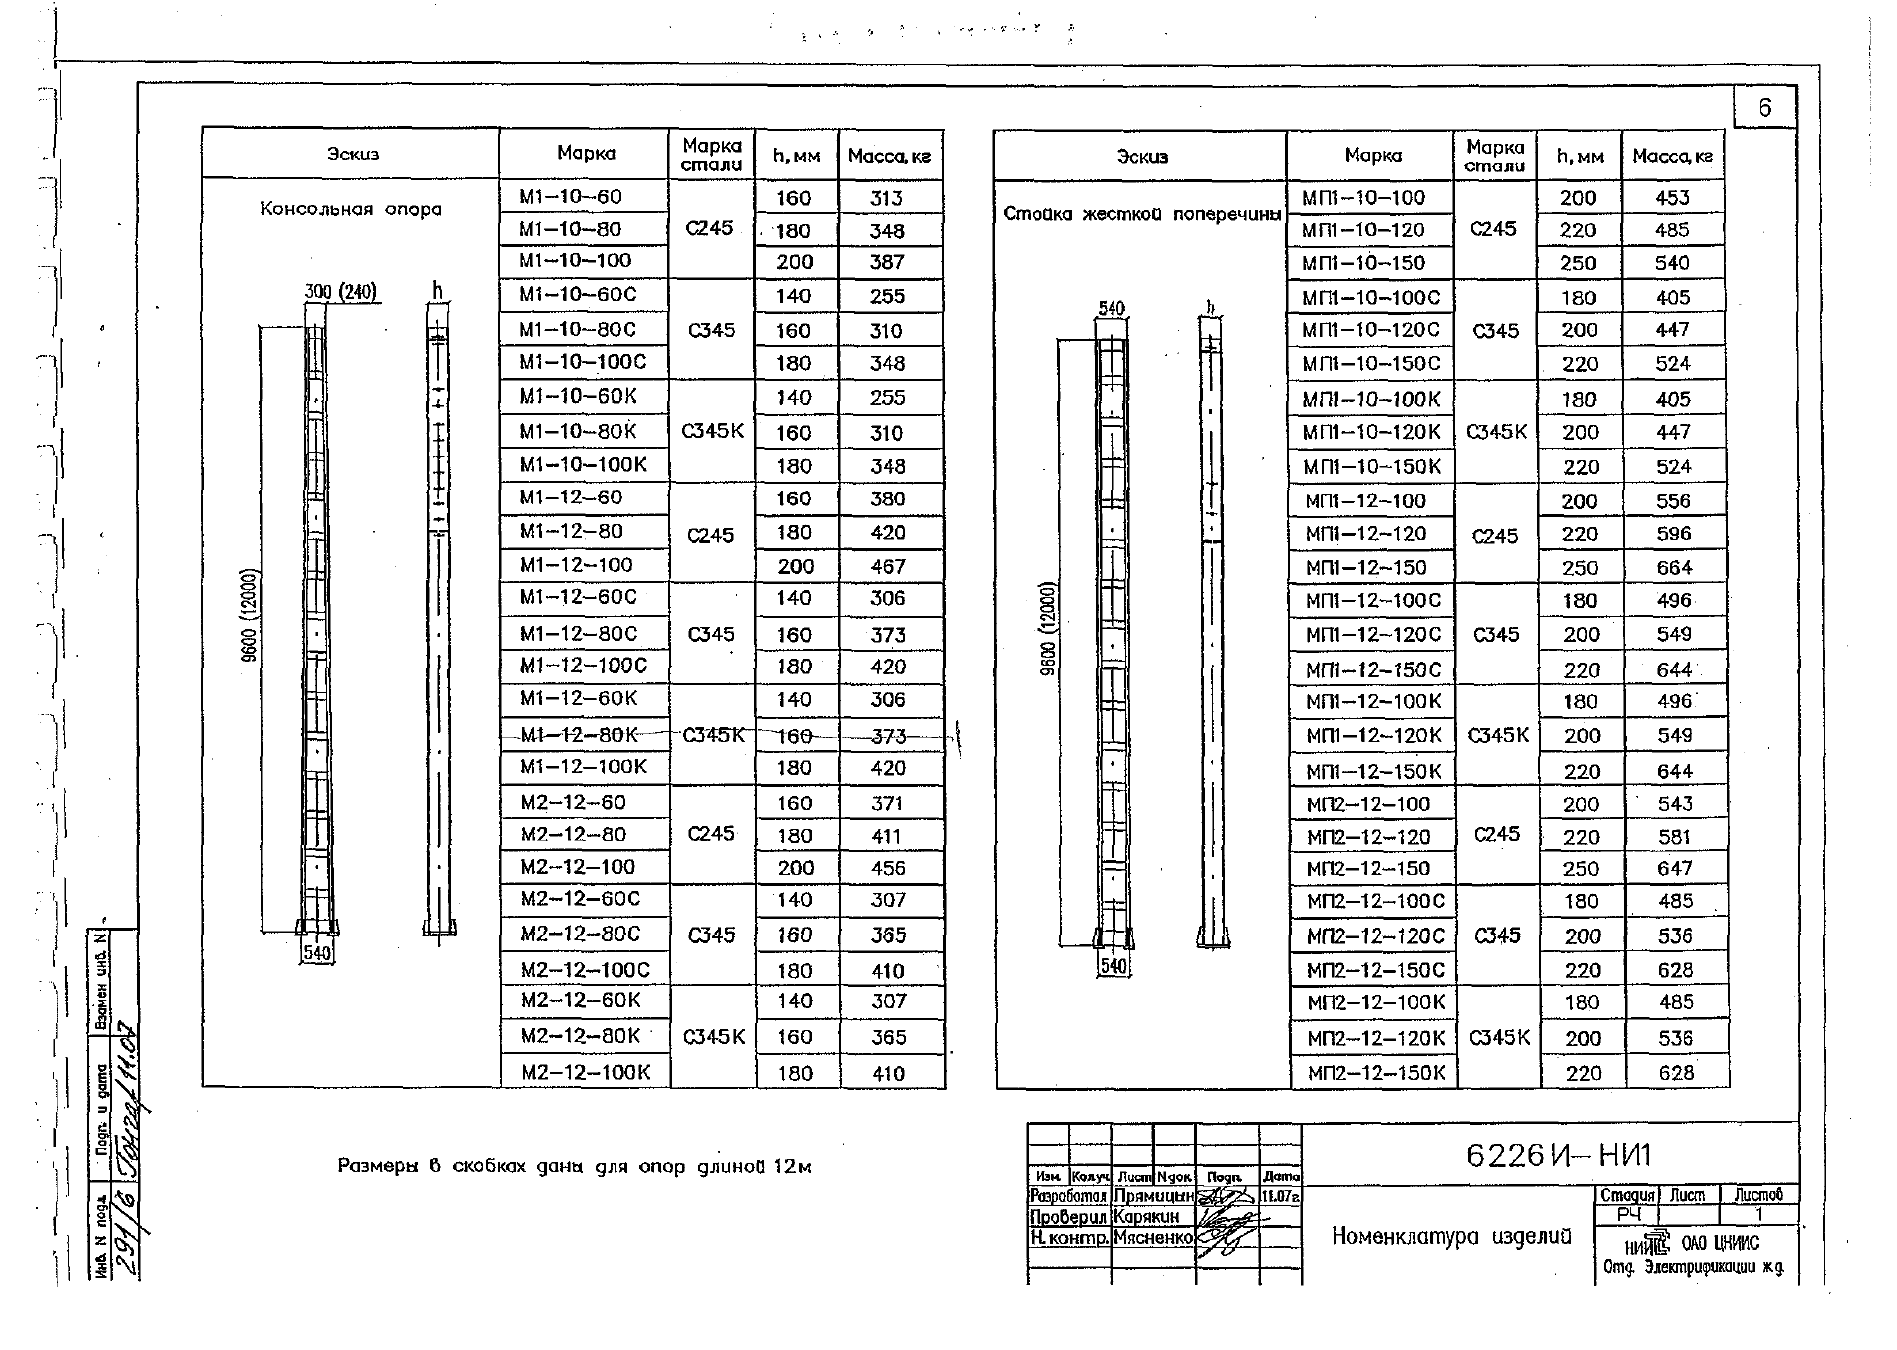 6
Эскиз Марка Марка стали h, мм Масса, кг
Консольная опора
300 (240) h
9600 (12000)
540
М1-10-60 С245 160 313
М1-10-80 180 348
М1-10-100 200 387
М1-10-60С С345 140 255
М1-10-80С 160 310
М1-10-100С 180 348
М1-10-60К С345К 140 255
М1-10-80К 160 310
М1-10-100К 180 348
М1-12-60 С245 160 380
М1-12-80 180 420
М1-12-100 200 467
М1-12-60С С345 140 306
М1-12-80С 160 373
М1-12-100С 180 420
М1-12-60К С345К 140 306
М1-12-80К 160 373
М1-12-100К 180 420
М2-12-60 С245 160 371
М2-12-80 180 411
М2-12-100 200 456
М2-12-60С С345 140 307
М2-12-80С 160 365
М2-12-100С 180 410
М2-12-60К С345К 140 307
М2-12-80К 160 365
М2-12-100К 180 410
Эскиз Марка Марка стали h, мм Масса, кг
Стойка жесткой поперечины
540 h
9600 (12000)
540
МП1-10-100 С245 200 453
МП1-10-120 220 485
МП1-10-150 250 540
МП1-10-100С С345 180 405
МП1-10-120С 200 447
МП1-10-150С 220 524
МП1-10-100К С345К 180 405
МП1-10-120К 200 447
МП1-10-150К 220 524
МП1-12-100 С245 200 556
МП1-12-120 220 596
МП1-12-150 250 664
МП1-12-100С С345 180 496
МП1-12-120С 200 549
МП1-12-150С 220 644
МП1-12-100К С345К 180 496
МП1-12-120К 200 549
МП1-12-150К 220 644
МП2-12-100 С245 200 543
МП2-12-120 220 581
МП2-12-150 250 647
МП2-12-100С С345 180 485
МП2-12-120С 200 536
МП2-12-150С 220 628
МП2-12-100К С345К 180 485
МП2-12-120К 200 536
МП2-12-150К 220 628
Размеры в скобках даны для опор длиной 12м
Взамен инв. N
Подп. и дата
11.07
Инв. N подл.
291/6
6226И-НИ1
Изм. Колуч. Лист Nдок. Подп. Дата
Разработал Прямицын 11.07г.
Проверил Карякин
Н. контр. Мясненко
Номенклатура изделий
Стадия Лист Листов
РЧ 1
ОАО ЦНИИС
Отд. Электрификации ж.д.